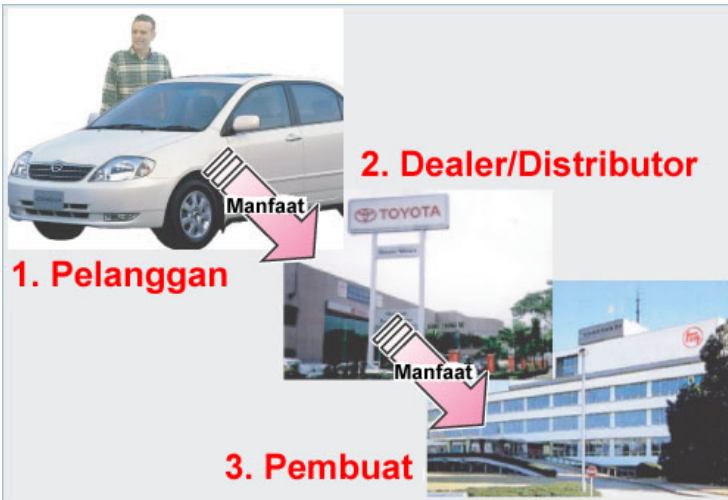 2. Dealer/Distributor
Manfaat
TOYOTA
1. Pelanggan
Manfaat
3. Pembuat